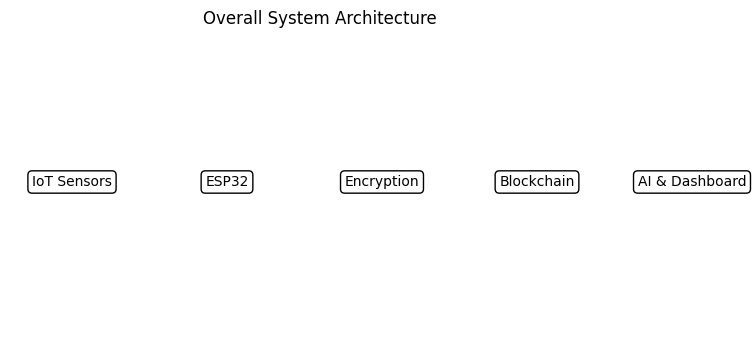 Overall System Architecture
IoT Sensors
ESP32
Encryption
Blockchain
AI & Dashboard